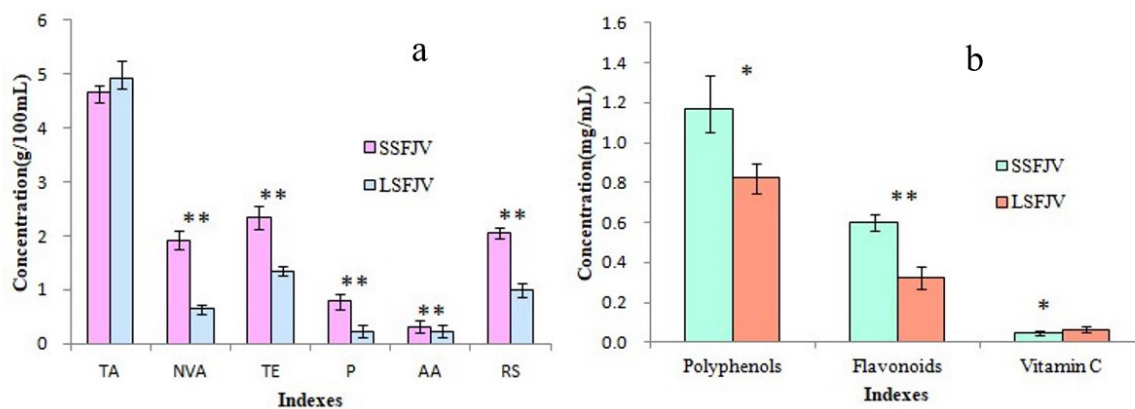 a
Concentration(g/100mL)
6
5
4
3
2
1
0
SSFJV
LSFJV
**
**
**
**
**
TA NVA TE P AA RS
Indexes
b
Concentration(mg/mL)
1.6
1.4
1.2
1.0
0.8
0.6
0.4
0.2
0.0
*
**
*
SSFJV
LSFJV
Polyphenols Flavonoids Vitamin C
Indexes